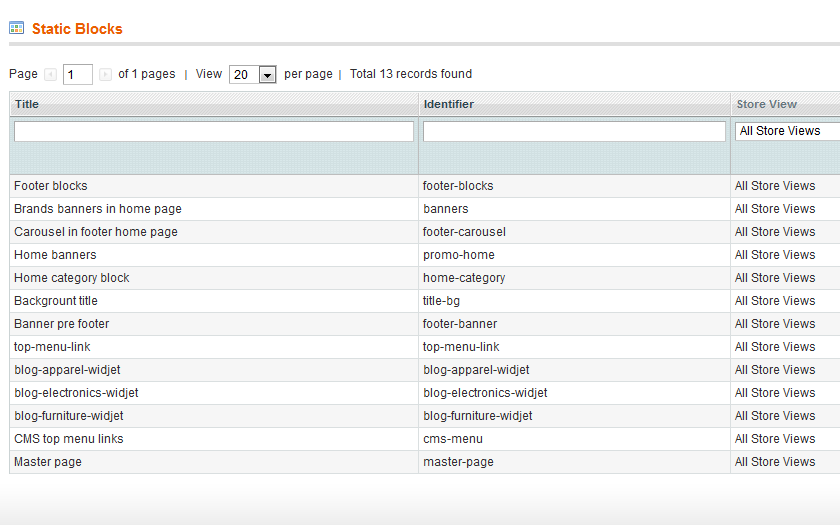 Static Blocks
Page 1 of 1 pages | View 20 per page | Total 13 records found
Title Identifier Store View
All Store Views
Footer blocks footer-blocks All Store Views
Brands banners in home page banners All Store Views
Carousel in footer home page footer-carousel All Store Views
Home banners promo-home All Store Views
Home category block home-category All Store Views
Backgrount title title-bg All Store Views
Banner pre footer footer-banner All Store Views
top-menu-link top-menu-link All Store Views
blog-apparel-widjet blog-apparel-widjet All Store Views
blog-electronics-widjet blog-electronics-widjet All Store Views
blog-furniture-widjet blog-furniture-widjet All Store Views
CMS top menu links cms-menu All Store Views
Master page master-page All Store Views